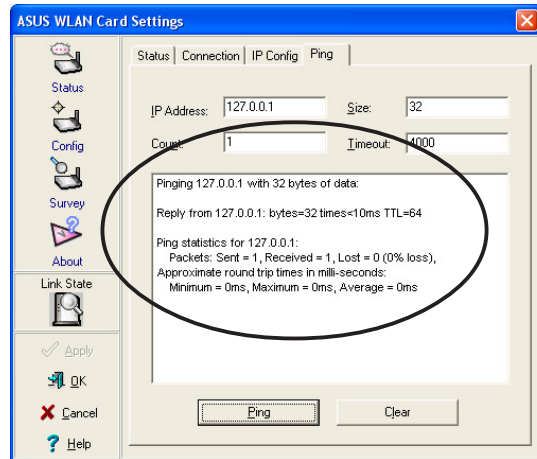 ASUS WLAN Card Settings
Status
Config
Survey
About
Link State
Apply
OK
Cancel
Help
Status Connection IP Config Ping
IP Address: 127.0.0.1 Size: 32
Count: 1 Timeout: 4000
Pinging 127.0.0.1 with 32 bytes of data:
Reply from 127.0.0.1: bytes=32 times<10ms TTL=64
Ping statistics for 127.0.0.1:
Packets: Sent = 1, Received = 1, Lost = 0 (0% loss),
Approximate round trip times in milli-seconds:
Minimum = 0ms, Maximum = 0ms, Average = 0ms
Ping Clear